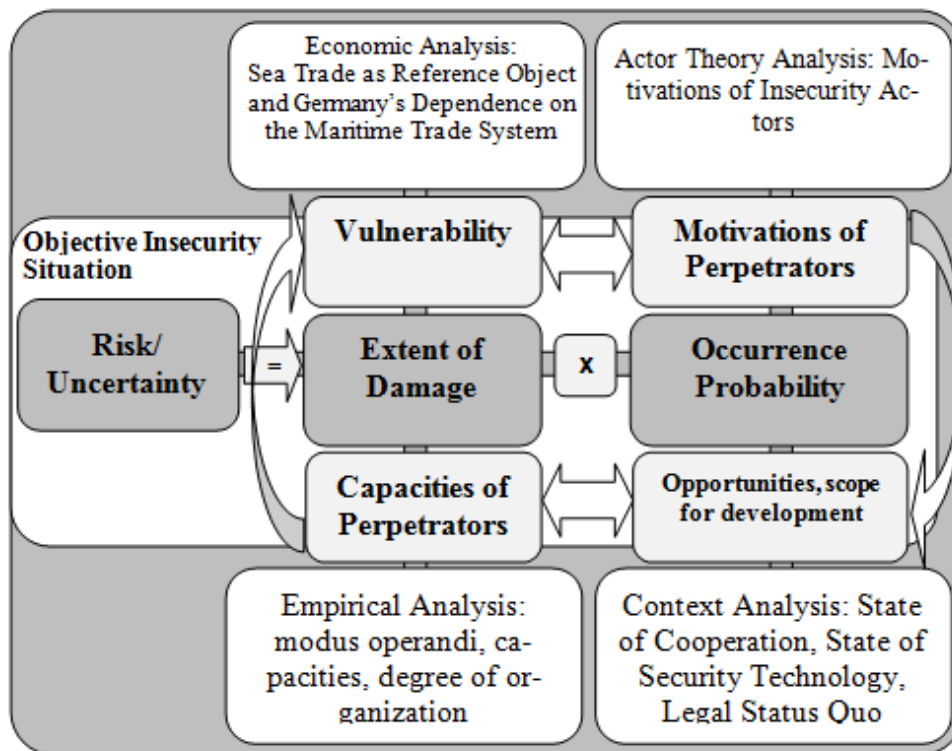 Economic Analysis:
Sea Trade as Reference Object
and Germany's Dependence on
the Maritime Trade System
Actor Theory Analysis: Mo-
tivations of Insecurity Ac-
tors
Objective Insecurity
Situation
Vulnerability
Motivations of
Perpetrators
Risk/
Uncertainty
=
Extent of
Damage
X
Occurrence
Probability
Capacities of
Perpetrators
Opportunities, scope
for development
Empirical Analysis:
modus operandi, ca-
pacities, degree of or-
ganization
Context Analysis: State
of Cooperation, State of
Security Technology,
Legal Status Quo